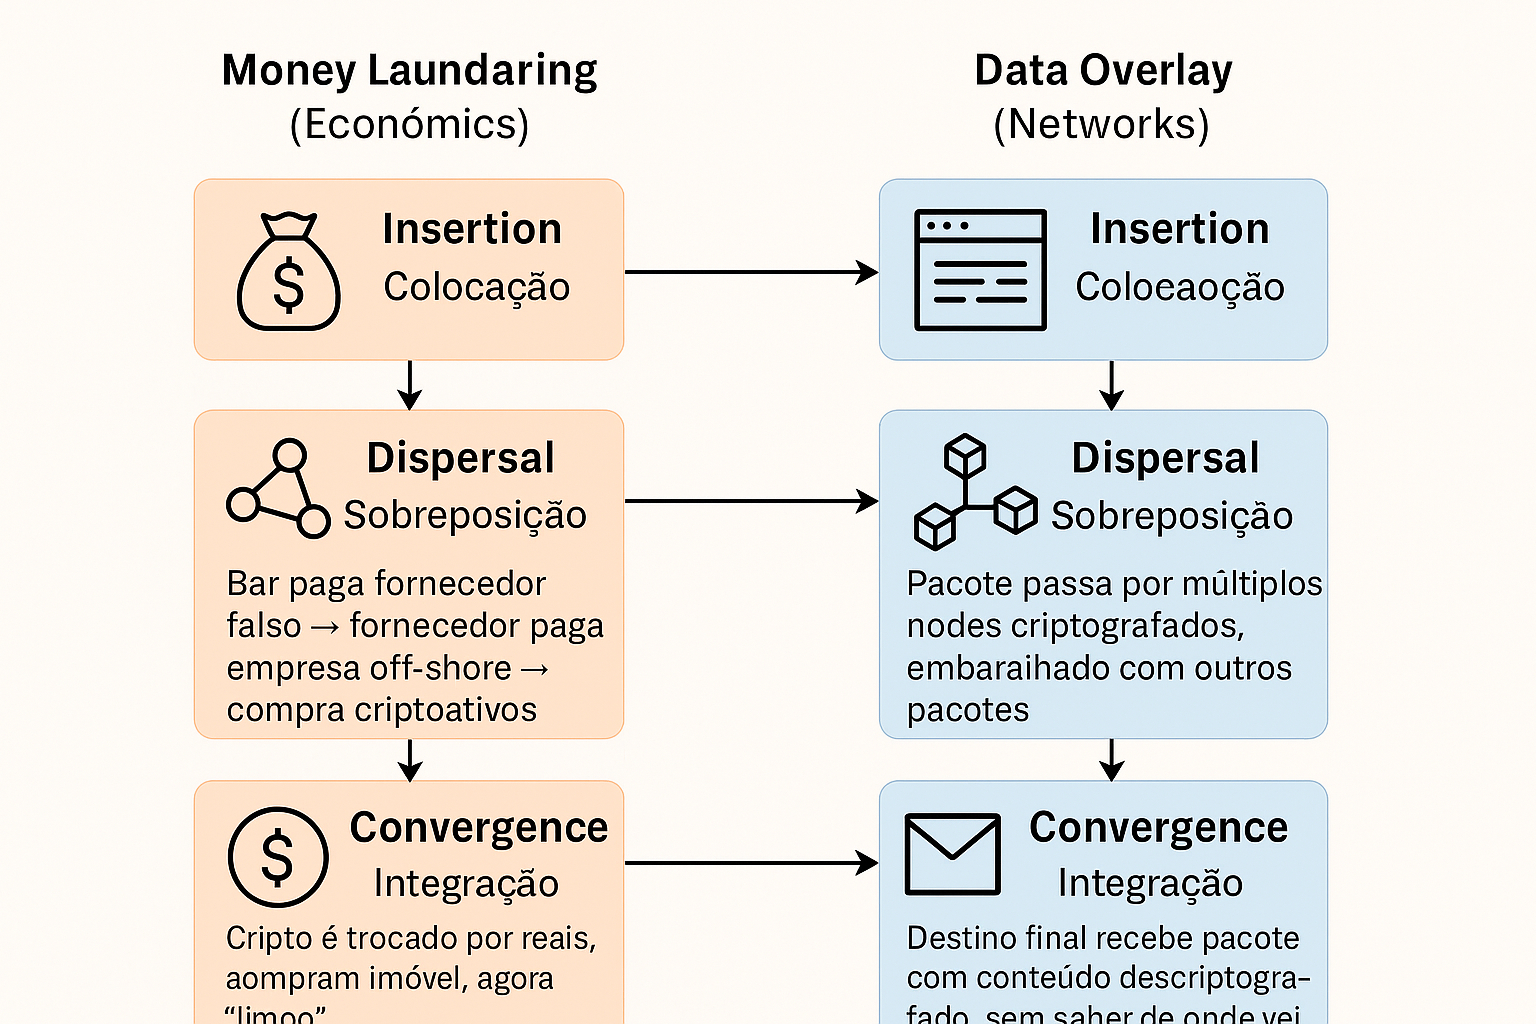 Money Laundaring
(Económics)
Data Overlay
(Networks)
Insertion
Colocação
Insertion
Coloeaoção
Dispersal
Sobreposição
Bar paga fornecedor
falso → fornecedor paga
empresa off-shore →
compra criptoativos
Dispersal
Sobreposição
Pacote passa por múltiplos
nodes criptografados,
embaraihado com outros
pacotes
Convergence
Integração
Cripto é trocado por reais,
aompram imóvel, agora
“limpo”
Convergence
Integração
Destino final recebe pacote
com conteúdo descriptogra-
fado, sem saber de onde vei